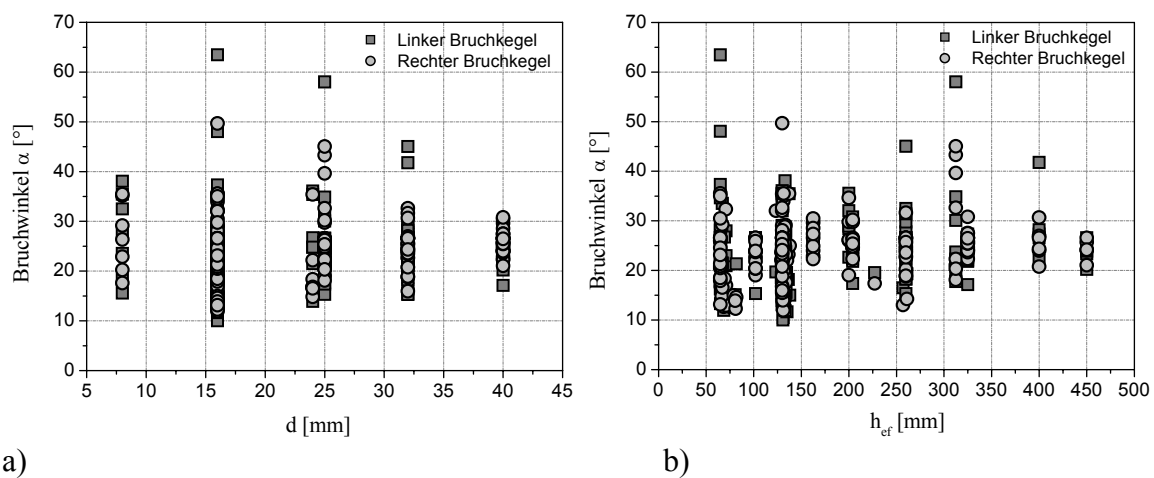 70
60
50
40
30
20
10
0
Bruchwinkel α [°]
Linker Bruchkegel
Rechter Bruchkegel
5 10 15 20 25 30 35 40 45
d [mm]
a)
70
60
50
40
30
20
10
0
Bruchwinkel α [°]
Linker Bruchkegel
Rechter Bruchkegel
0 50 100 150 200 250 300 350 400 450 500
h_ef [mm]
b)